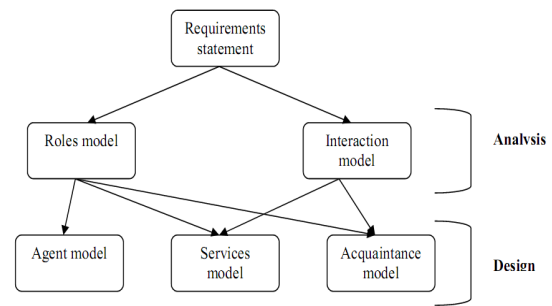 Requirements
statement
Roles model
Interaction
model
Analysis
Agent model
Services
model
Acquaintance
model
Design